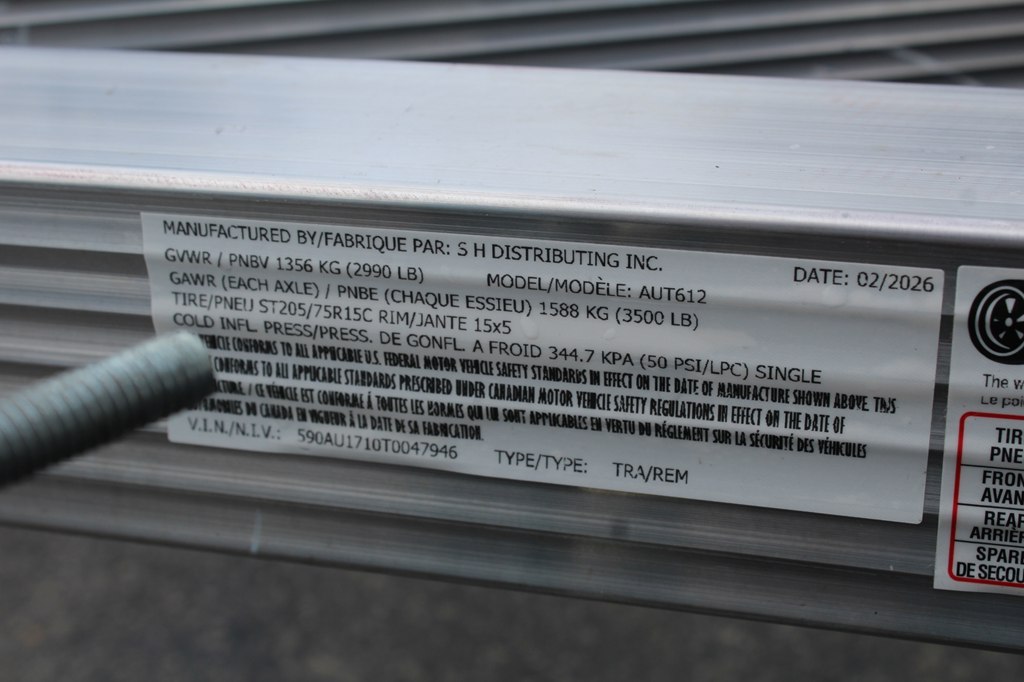 MANUFACTURED BY/FABRIQUE PAR: S H DISTRIBUTING INC.
DATE: 02/2026
GVWR / PNBV 1356 KG (2990 LB)
MODEL/MODÈLE: AUT612
GAWR (EACH AXLE) / PNBE (CHAQUE ESSIEU) 1588 KG (3500 LB)
TIRE/PNEU ST205/75R15C RIM/JANTE 15x5
COLD INFL. PRESS/PRESS. DE GONFL. A FROID 344.7 KPA (50 PSI/LPC) SINGLE
CONFORMS TO ALL APPLICABLE U.S. FEDERAL MOTOR VEHICLE SAFETY STANDARDS IN EFFECT ON THE DATE OF MANUFACTURE SHOWN ABOVE. THIS
CONFORMS TO ALL APPLICABLE STANDARDS PRESCRIBED UNDER CANADIAN MOTOR VEHICLE SAFETY REGULATIONS IN EFFECT ON THE DATE OF
/ CE VÉHICLE EST CONFORME Á TOUTES LES NORMES QUI LUI SONT APPLICABLES EN VERTU DU RÉGLEMENT SUR LA SÉCURITÉ DES VÉHICULES
DU CANADA EN VIGUEUR Á LA DATE DE SA FABRICATION.
V.I.N./N.I.V.: 590AU1710T0047946 TYPE/TYPE: TRA/REM
The
Le
TIR
PNE
FRON
AVAN
REAR
ARRIÈR
SPARE
DE SECOU